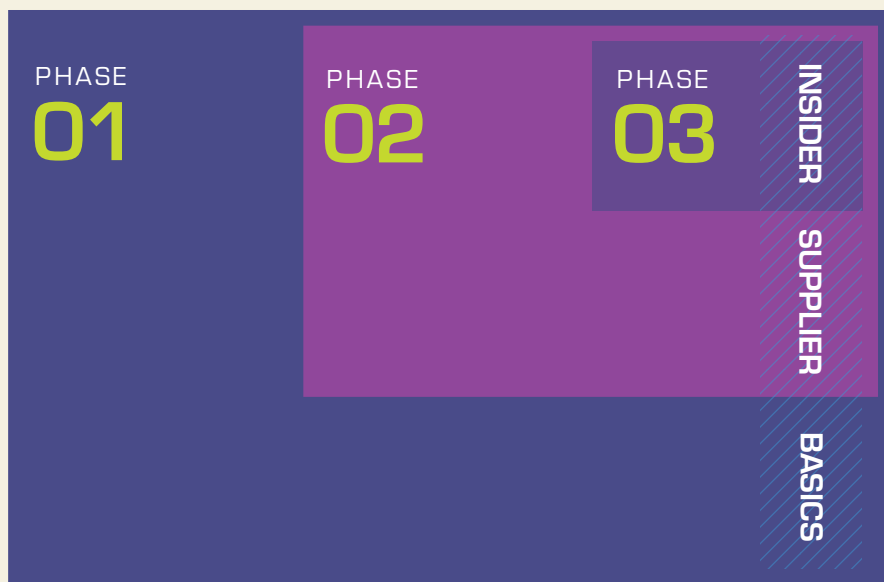 PHASE
01
PHASE
02
PHASE
03
INSIDER
SUPPLIER
BASICS